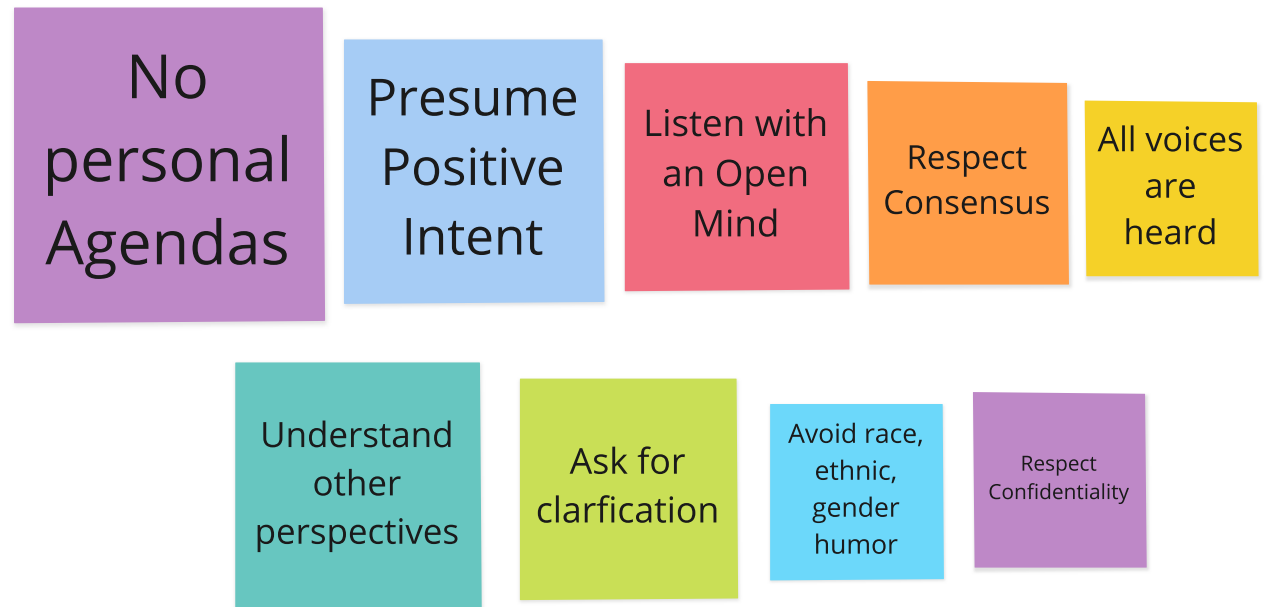 No
personal
Agendas
Presume
Positive
Intent
Listen with
an Open
Mind
Respect
Consensus
All voices
are
heard
Understand
other
perspectives
Ask for
clarfication
Avoid race,
ethnic,
gender
humor
Respect
Confidentiality